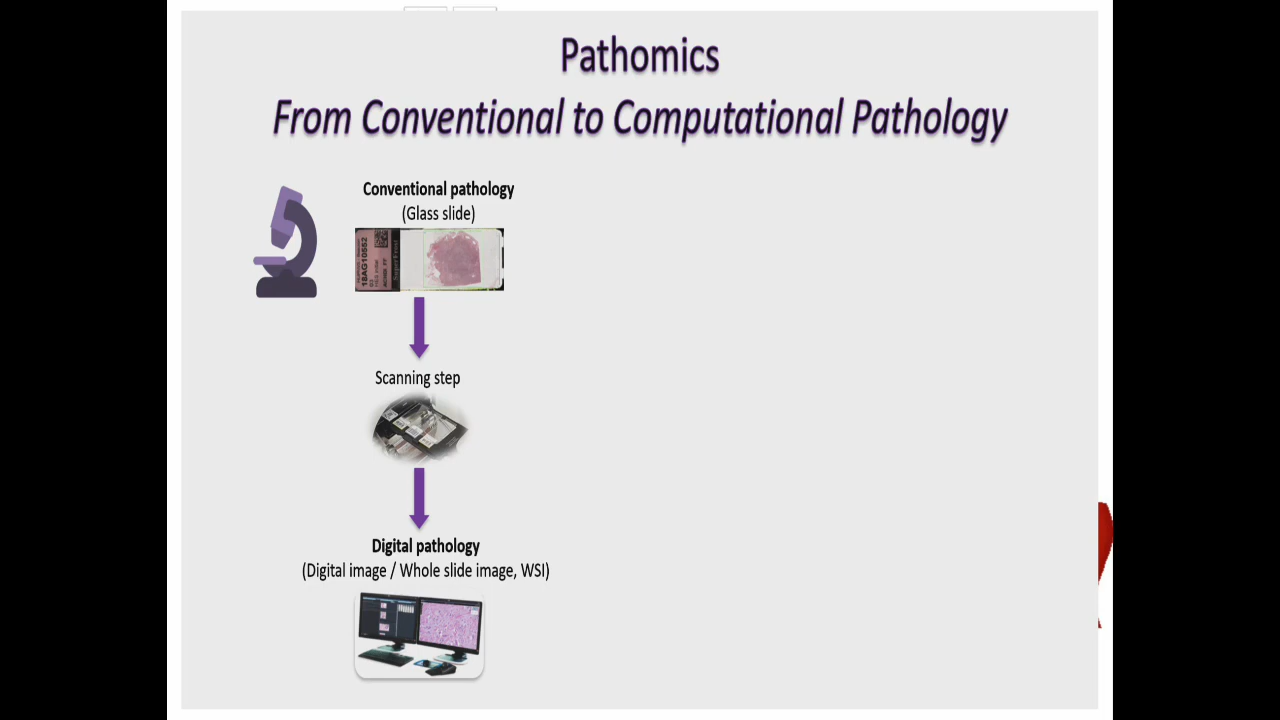 Pathomics
From Conventional to Computational Pathology
Conventional pathology
(Glass slide)
18AG10552
Scanning step
Digital pathology
(Digital image / Whole slide image, WSI)